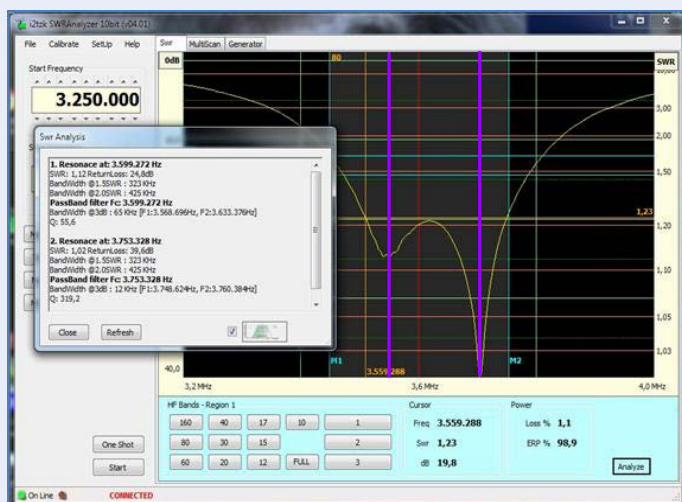 i2tzk SWRAnalyzer 10bit (v04.01)
File Calibrate SetUp Help
Swr MultiScan Generator
Start Frequency
3.250.000
0dB
80
SWR
10,00
3,00
2,00
1,50
1,23
1,20
1,10
1,05
1,03
Swr Analysis
1. Resonace at: 3.599.272 Hz
SWR: 1,12 ReturnLoss: 24,8dB
BandWidth @1.5SWR : 323 KHz
BandWidth @2.0SWR : 425 KHz
PassBand filter Fc: 3.599.272 Hz
BandWidth @3dB : 65 KHz [F1:3.568.696Hz, F2:3.633.376Hz]
Q: 55,6
2. Resonace at: 3.753.328 Hz
SWR: 1,02 ReturnLoss: 39,6dB
BandWidth @1.5SWR : 323 KHz
BandWidth @2.0SWR : 425 KHz
PassBand filter Fc: 3.753.328 Hz
BandWidth @3dB : 12 KHz [F1:3.748.624Hz, F2:3.760.384Hz]
Q: 319,2
Close Refresh
40,0
M1
3.559.288
M2
3,2 MHz 3,6 MHz 4,0 MHz
HF Bands - Region 1
160 40 17 10 1
80 30 15 2
60 20 12 FULL 3
Cursor
Freq 3.559.288
Swr 1,23
dB 19,8
Power
Loss % 1,1
ERP % 98,9
Analyze
One Shot
Start
On Line
CONNECTED